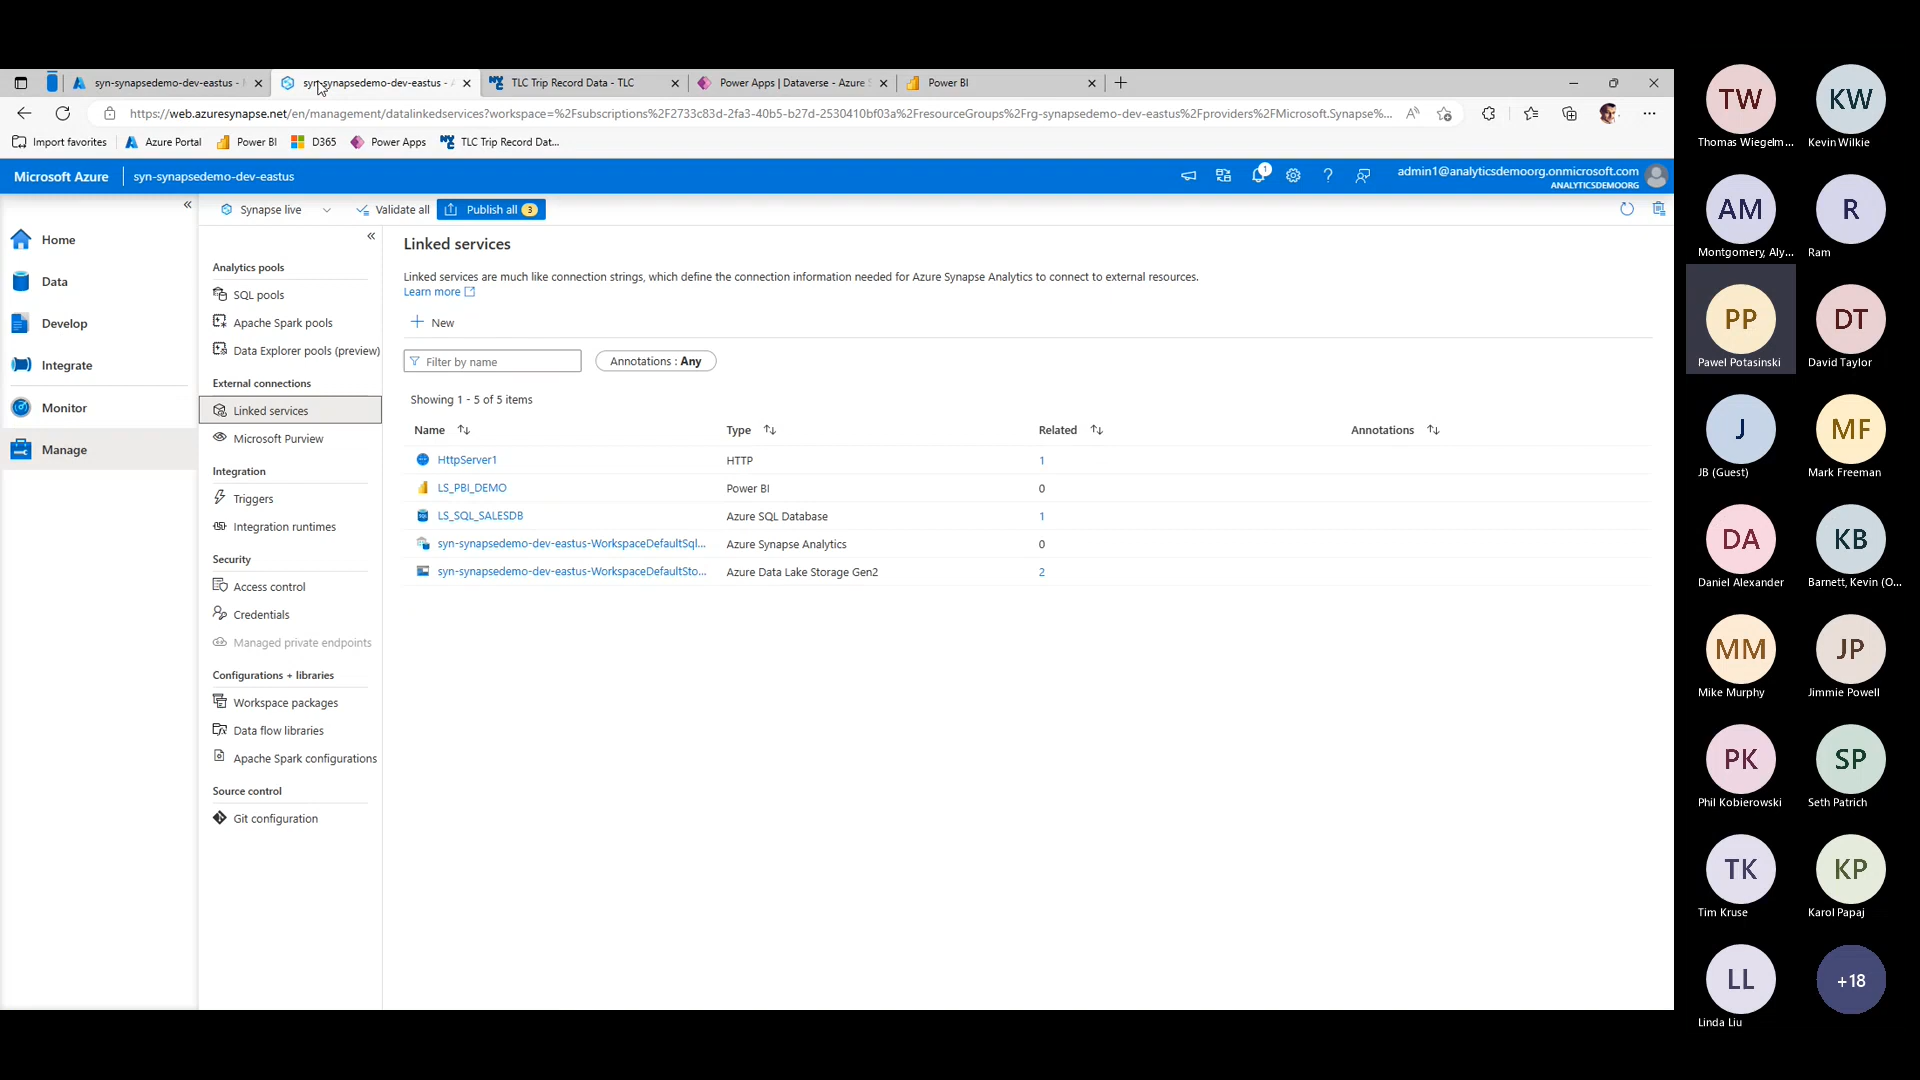 syn-synapsedemo-dev-eastus -
syn-synapsedemo-dev-eastus - A
TLC Trip Record Data - TLC
Power Apps | Dataverse - Azure S
Power BI
https://web.azuresynapse.net/en/management/datalinkedservices?workspace=%2Fsubscriptions%2F2733c83d-2fa3-40b5-b27d-2530410bf03a%2FresourceGroups%2Frg-synapsedemo-dev-eastus%2Fproviders%2FMicrosoft.Synapse%...
Import favorites
Azure Portal
Power BI
D365
Power Apps
TLC Trip Record Dat...
Microsoft Azure
syn-synapsedemo-dev-eastus
1
admin1@analyticsdemoorg.onmicrosoft.com
ANALYTICSDEMOORG
Synapse live
Validate all
Publish all 3
Home
Data
Develop
Integrate
Monitor
Manage
Analytics pools
SQL pools
Apache Spark pools
Data Explorer pools (preview)
External connections
Linked services
Microsoft Purview
Integration
Triggers
Integration runtimes
Security
Access control
Credentials
Managed private endpoints
Configurations + libraries
Workspace packages
Data flow libraries
Apache Spark configurations
Source control
Git configuration
Linked services
Linked services are much like connection strings, which define the connection information needed for Azure Synapse Analytics to connect to external resources.
Learn more
New
Filter by name
Annotations : Any
Showing 1 - 5 of 5 items
Name Type Related Annotations
HttpServer1 HTTP 1
LS_PBI_DEMO Power BI 0
LS_SQL_SALESDB Azure SQL Database 1
syn-synapsedemo-dev-eastus-WorkspaceDefaultSql... Azure Synapse Analytics 0
syn-synapsedemo-dev-eastus-WorkspaceDefaultSto... Azure Data Lake Storage Gen2 2
TW
Thomas Wiegelm...
KW
Kevin Wilkie
AM
Montgomery, Aly...
R
Ram
PP
Pawel Potasinski
DT
David Taylor
J
JB (Guest)
MF
Mark Freeman
DA
Daniel Alexander
KB
Barnett, Kevin (O...
MM
Mike Murphy
JP
Jimmie Powell
PK
Phil Kobierowski
SP
Seth Patrich
TK
Tim Kruse
KP
Karol Papaj
LL
Linda Liu
+18